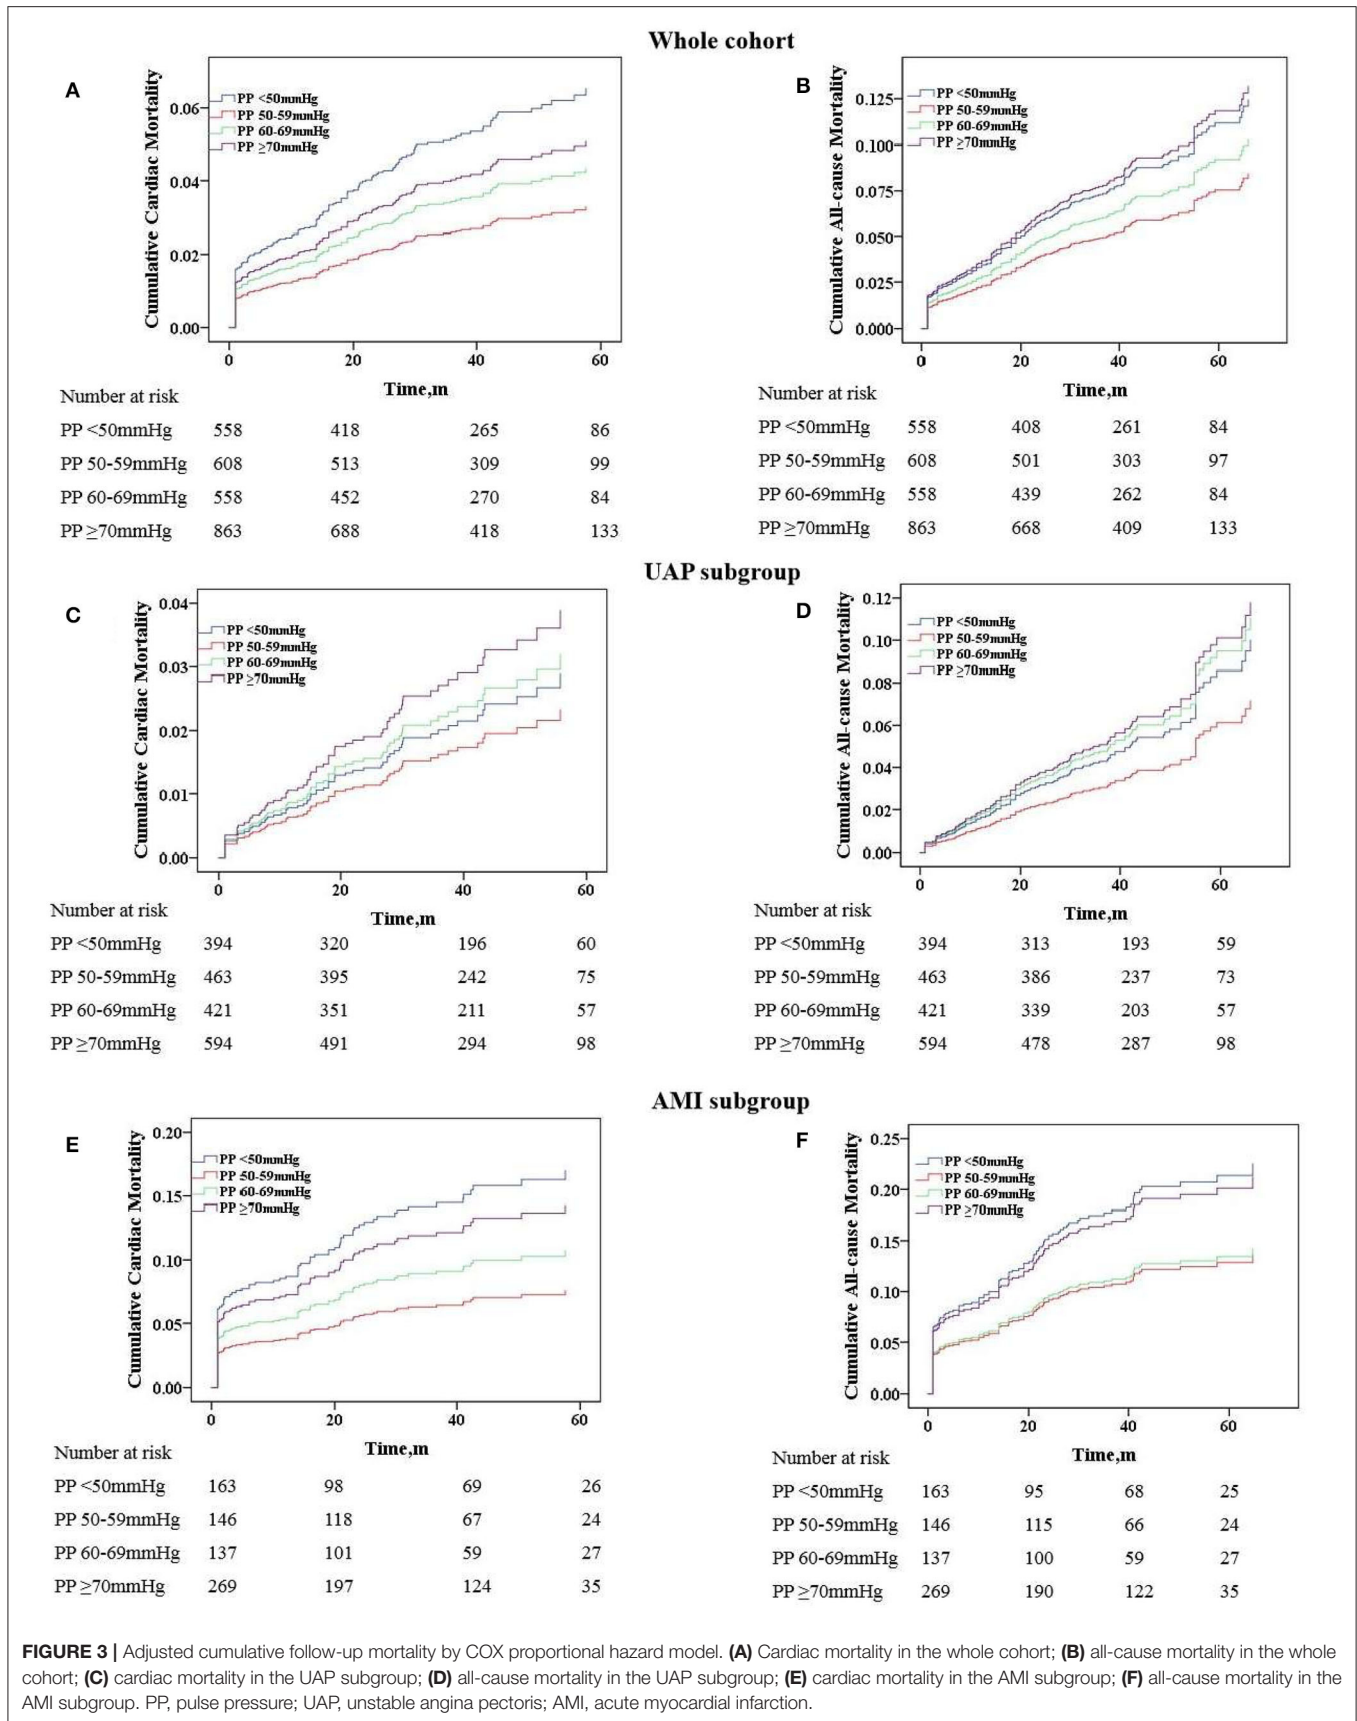 Whole cohort
A
Cumulative Cardiac Mortality
0.06
0.04
0.02
0.00
PP <50mmHg
PP 50-59mmHg
PP 60-69mmHg
PP ≥70mmHg
0 20 40 60
Time,m
Number at risk
PP <50mmHg 558 418 265 86
PP 50-59mmHg 608 513 309 99
PP 60-69mmHg 558 452 270 84
PP ≥70mmHg 863 688 418 133
B
Cumulative All-cause Mortality
0.125
0.100
0.075
0.050
0.025
0.000
PP <50mmHg
PP 50-59mmHg
PP 60-69mmHg
PP ≥70mmHg
0 20 40 60
Time,m
Number at risk
PP <50mmHg 558 408 261 84
PP 50-59mmHg 608 501 303 97
PP 60-69mmHg 558 439 262 84
PP ≥70mmHg 863 668 409 133
UAP subgroup
C
Cumulative Cardiac Mortality
0.04
0.03
0.02
0.01
0.00
PP <50mmHg
PP 50-59mmHg
PP 60-69mmHg
PP ≥70mmHg
0 20 40 60
Time,m
Number at risk
PP <50mmHg 394 320 196 60
PP 50-59mmHg 463 395 242 75
PP 60-69mmHg 421 351 211 57
PP ≥70mmHg 594 491 294 98
D
Cumulative All-cause Mortality
0.12
0.10
0.08
0.06
0.04
0.02
0.00
PP <50mmHg
PP 50-59mmHg
PP 60-69mmHg
PP ≥70mmHg
0 20 40 60
Time,m
Number at risk
PP <50mmHg 394 313 193 59
PP 50-59mmHg 463 386 237 73
PP 60-69mmHg 421 339 203 57
PP ≥70mmHg 594 478 287 98
AMI subgroup
E
Cumulative Cardiac Mortality
0.20
0.15
0.10
0.05
0.00
PP <50mmHg
PP 50-59mmHg
PP 60-69mmHg
PP ≥70mmHg
0 20 40 60
Time,m
Number at risk
PP <50mmHg 163 98 69 26
PP 50-59mmHg 146 118 67 24
PP 60-69mmHg 137 101 59 27
PP ≥70mmHg 269 197 124 35
F
Cumulative All-cause Mortality
0.25
0.20
0.15
0.10
0.05
0.00
PP <50mmHg
PP 50-59mmHg
PP 60-69mmHg
PP ≥70mmHg
0 20 40 60
Time,m
Number at risk
PP <50mmHg 163 95 68 25
PP 50-59mmHg 146 115 66 24
PP 60-69mmHg 137 100 59 27
PP ≥70mmHg 269 190 122 35
FIGURE 3 | Adjusted cumulative follow-up mortality by COX proportional hazard model. (A) Cardiac mortality in the whole cohort; (B) all-cause mortality in the whole
cohort; (C) cardiac mortality in the UAP subgroup; (D) all-cause mortality in the UAP subgroup; (E) cardiac mortality in the AMI subgroup; (F) all-cause mortality in the
AMI subgroup. PP, pulse pressure; UAP, unstable angina pectoris; AMI, acute myocardial infarction.